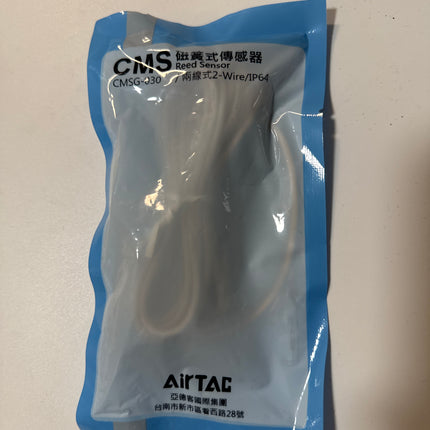 CMS 磁簧式傳感器
Reed Sensor
CMSG-030 / 兩線式2-Wire/IP64
AirTAC
亞德客國際集團
台南市新市區看西路28號